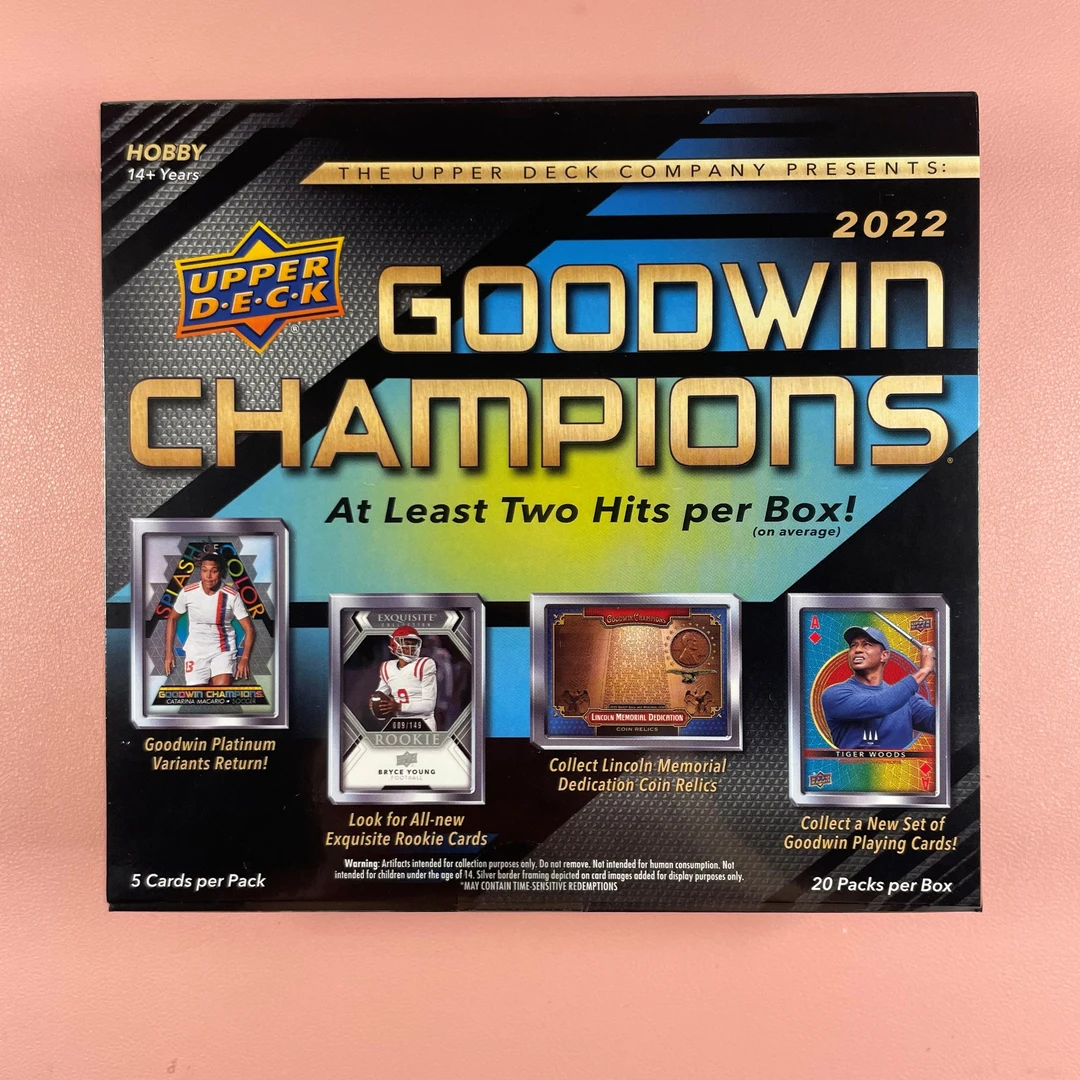 HOBBY
14+ Years
THE UPPER DECK COMPANY PRESENTS:
2022
UPPER
D·E·C·K
®
GOODWIN
CHAMPIONS
®
At Least Two Hits per Box!
(on average)
SPLASH OF COLOR
13
GOODWIN CHAMPIONS
CATARINA MACARIO • SOCCER
Goodwin Platinum
Variants Return!
EXQUISITE
COLLECTION
9
009/149
ROOKIE
BRYCE YOUNG
FOOTBALL
Look for All-new
Exquisite Rookie Cards
GOODWIN CHAMPIONS
LINCOLN MEMORIAL DEDICATION
COIN RELICS
Collect Lincoln Memorial
Dedication Coin Relics
A
TIGER WOODS
A
Collect a New Set of
Goodwin Playing Cards!
Warning: Artifacts intended for collection purposes only. Do not remove. Not intended for human consumption. Not
intended for children under the age of 14. Silver border framing depicted on card images added for display purposes only.
*MAY CONTAIN TIME-SENSITIVE REDEMPTIONS
5 Cards per Pack
20 Packs per Box